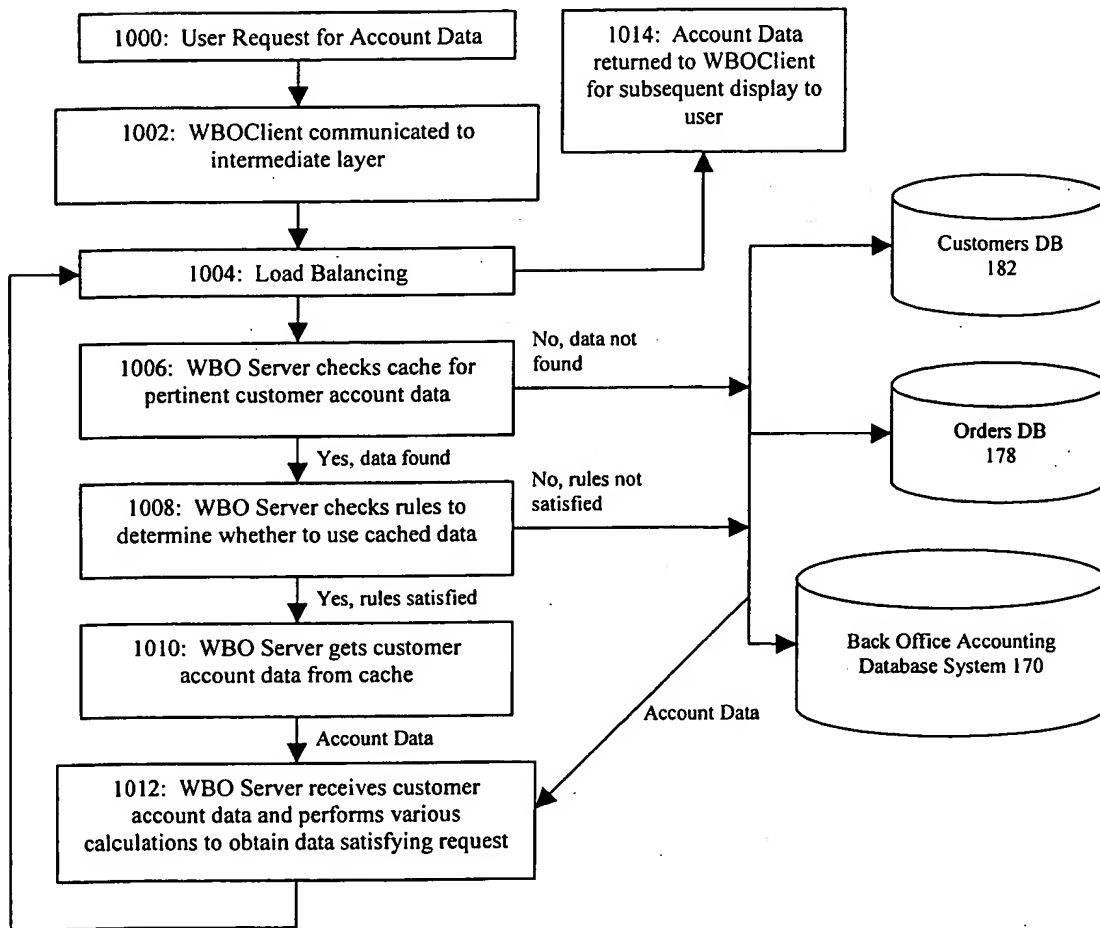 1000: User Request for Account Data
1002: WBOClient communicated to
intermediate layer
1004: Load Balancing
1006: WBO Server checks cache for
pertinent customer account data
Yes, data found
1008: WBO Server checks rules to
determine whether to use cached data
Yes, rules satisfied
1010: WBO Server gets customer
account data from cache
Account Data
1012: WBO Server receives customer
account data and performs various
calculations to obtain data satisfying request
1014: Account Data
returned to WBOClient
for subsequent display to
user
No, data not
found
No, rules not
satisfied
Account Data
Customers DB
182
Orders DB
178
Back Office Accounting
Database System 170